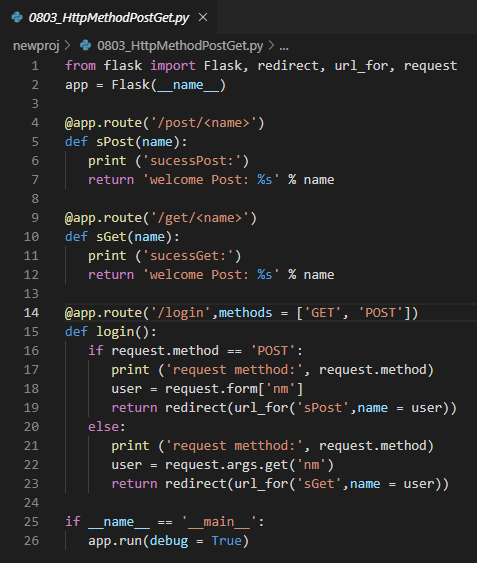 0803_HttpMethodPostGet.py ×
newproj > 0803_HttpMethodPostGet.py > ...
1 from flask import Flask, redirect, url_for, request
2 app = Flask(__name__)
3
4 @app.route('/post/<name>')
5 def sPost(name):
6    print ('sucessPost:')
7    return 'welcome Post: %s' % name
8
9 @app.route('/get/<name>')
10 def sGet(name):
11    print ('sucessGet:')
12    return 'welcome Post: %s' % name
13
14 @app.route('/login',methods = ['GET', 'POST'])
15 def login():
16    if request.method == 'POST':
17       print ('request metthod:', request.method)
18       user = request.form['nm']
19       return redirect(url_for('sPost',name = user))
20    else:
21       print ('request metthod:', request.method)
22       user = request.args.get('nm')
23       return redirect(url_for('sGet',name = user))
24
25 if __name__ == '__main__':
26    app.run(debug = True)